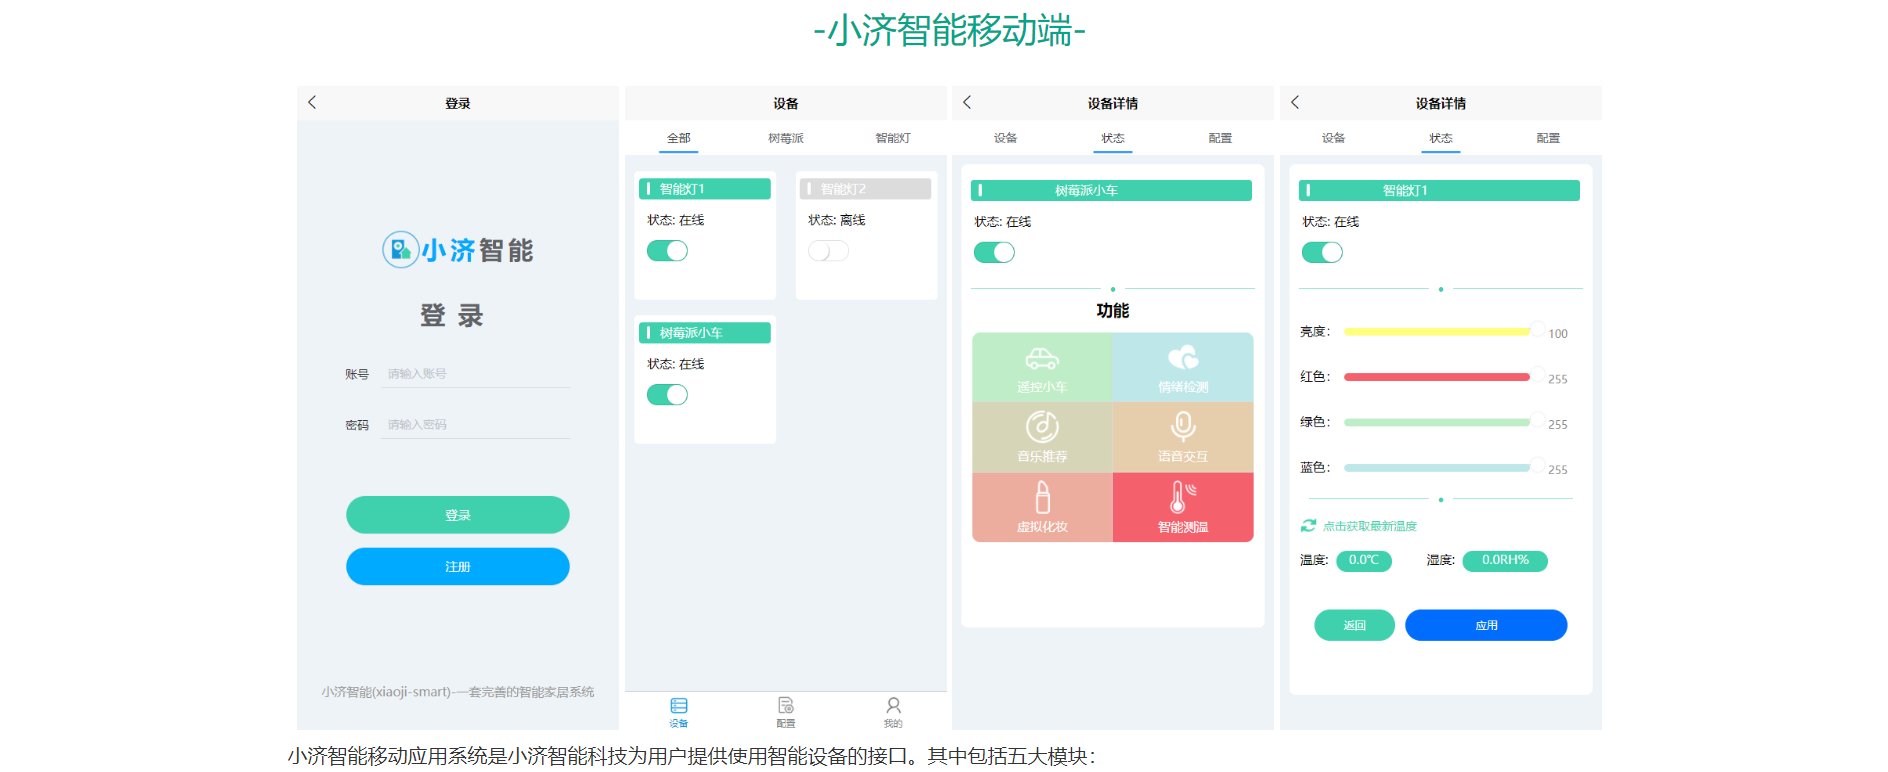 -小济智能移动端-
登录
小济智能
登 录
账号 请输入账号
密码 请输入密码
登录
注册
小济智能(xiaoji-smart)-一套完善的智能家居系统
设备
全部 树莓派 智能灯
智能灯1 智能灯2
状态: 在线 状态: 离线
树莓派小车
状态: 在线
设备 配置 我的
设备详情
设备 状态 配置
树莓派小车
状态: 在线
功能
遥控小车 情绪检测
音乐推荐 语音交互
虚拟化妆 智能测温
设备详情
设备 状态 配置
智能灯1
状态: 在线
亮度: 100
红色: 255
绿色: 255
蓝色: 255
点击获取最新温度
温度: 0.0℃ 湿度: 0.0RH%
返回 应用
小济智能移动应用系统是小济智能科技为用户提供使用智能设备的接口。其中包括五大模块：